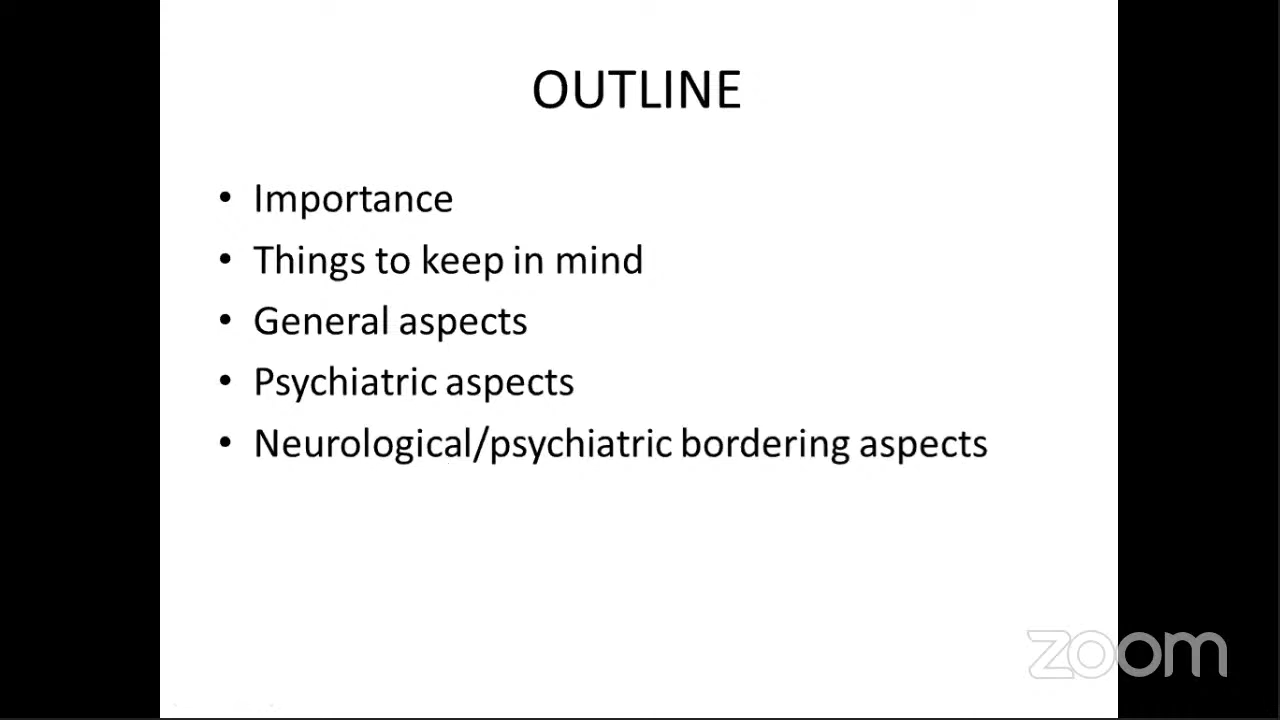 OUTLINE
• Importance
• Things to keep in mind
• General aspects
• Psychiatric aspects
• Neurological/psychiatric bordering aspects
zoom